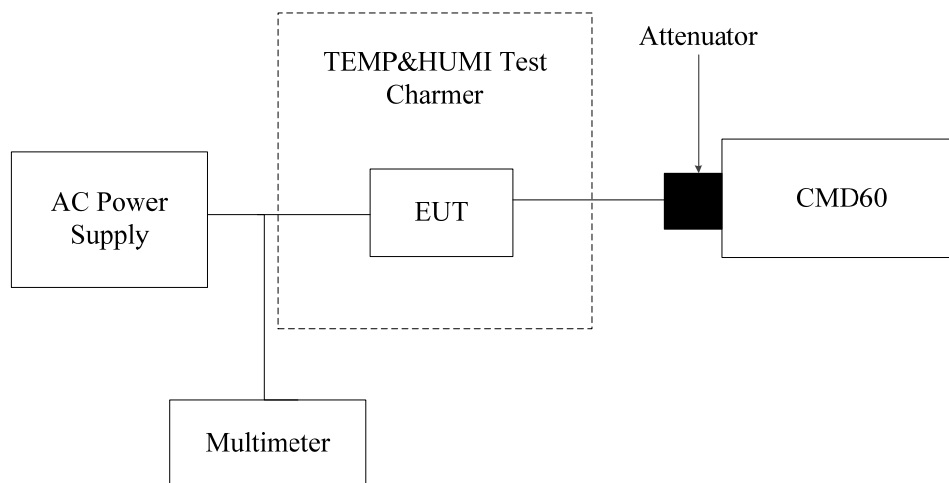 Attenuator
TEMP&HUMI Test
Charmer
AC Power
Supply
EUT
CMD60
Multimeter